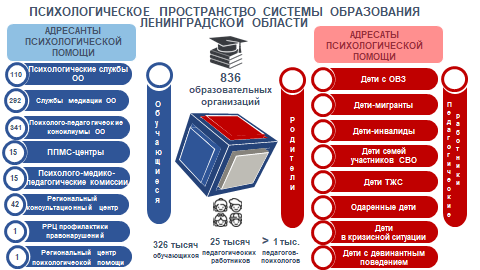 ПСИХОЛОГИЧЕСКОЕ ПРОСТРАНСТВО СИСТЕМЫ ОБРАЗОВАНИЯ
ЛЕНИНГРАДСКОЙ ОБЛАСТИ
АДРЕСАНТЫ
ПСИХОЛОГИЧЕСКОЙ
ПОМОЩИ
110
Психологические службы
ОО
292
Службы медиации ОО
341
Психолого-педагогические
консилиумы ОО
15
ППМС-центры
15
Психолого-медико-
педагогические комиссии
42
Региональный
консультационный центр
1
РРЦ профилактики
правонарушений
1
Региональный центр
психологической помощи
Обучающиеся
836
образовательных
организаций
326 тысяч
обучающихся
25 тысяч
педагогических
работников
> 1 тыс.
педагогов-
психологов
Родители
АДРЕСАТЫ
ПСИХОЛОГИЧЕСКОЙ
ПОМОЩИ
Дети с ОВЗ
Дети-мигранты
Дети-инвалиды
Дети семей
участников СВО
Дети ТЖС
Одаренные дети
Дети
в кризисной ситуации
Дети с девиантным
поведением
Педагогические
работники